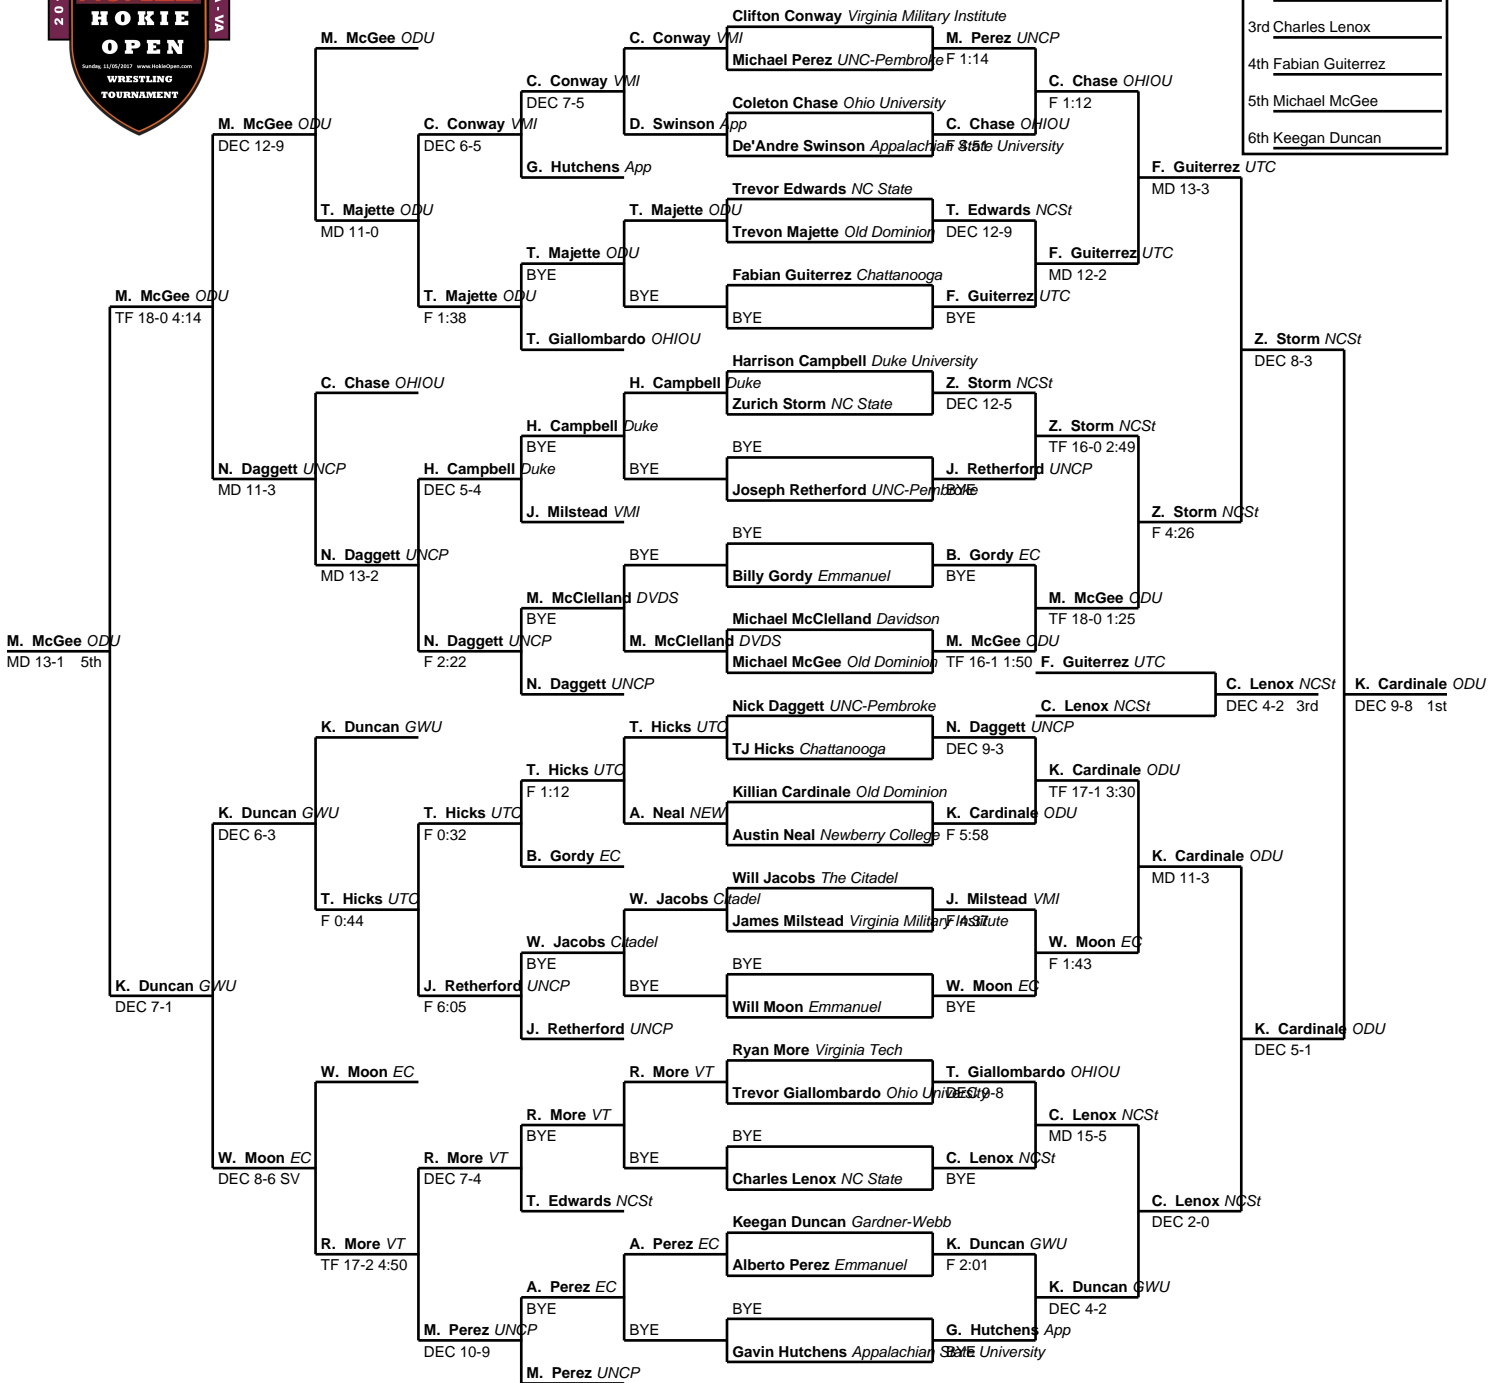 HOKIE
OPEN
Sunday, 11/05/2017 www.HokieOpen.com
WRESTLING
TOURNAMENT
20
A - VA
3rd Charles Lenox
4th Fabian Guiterrez
5th Michael McGee
6th Keegan Duncan
M. McGee ODU
MD 13-1 5th
M. McGee ODU
TF 18-0 4:14
K. Duncan GWU
DEC 7-1
M. McGee ODU
DEC 12-9
N. Daggett UNCP
MD 11-3
K. Duncan GWU
DEC 6-3
W. Moon EC
DEC 8-6 SV
M. McGee ODU
T. Majette ODU
MD 11-0
C. Chase OHIOU
N. Daggett UNCP
MD 13-2
K. Duncan GWU
T. Hicks UTC
F 0:44
W. Moon EC
R. More VT
TF 17-2 4:50
C. Conway VMI
DEC 6-5
T. Majette ODU
F 1:38
H. Campbell Duke
DEC 5-4
N. Daggett UNCP
F 2:22
T. Hicks UTC
F 0:32
J. Retherford UNCP
F 6:05
R. More VT
DEC 7-4
M. Perez UNCP
DEC 10-9
C. Conway VMI
DEC 7-5
G. Hutchens App
T. Majette ODU
BYE
T. Giallombardo OHIOU
H. Campbell Duke
BYE
J. Milstead VMI
M. McClelland DVDS
BYE
N. Daggett UNCP
T. Hicks UTC
F 1:12
B. Gordy EC
W. Jacobs Citadel
BYE
J. Retherford UNCP
R. More VT
BYE
T. Edwards NCSt
A. Perez EC
BYE
M. Perez UNCP
C. Conway VMI
D. Swinson App
T. Majette ODU
BYE
H. Campbell Duke
BYE
BYE
M. McClelland DVDS
T. Hicks UTC
A. Neal NEW
W. Jacobs Citadel
BYE
R. More VT
BYE
A. Perez EC
BYE
Clifton Conway Virginia Military Institute
Michael Perez UNC-Pembroke
Coleton Chase Ohio University
De'Andre Swinson Appalachian State University
Trevor Edwards NC State
Trevon Majette Old Dominion
Fabian Guiterrez Chattanooga
BYE
Harrison Campbell Duke University
Zurich Storm NC State
BYE
Joseph Retherford UNC-Pembroke
BYE
Billy Gordy Emmanuel
Michael McClelland Davidson
Michael McGee Old Dominion
Nick Daggett UNC-Pembroke
TJ Hicks Chattanooga
Killian Cardinale Old Dominion
Austin Neal Newberry College
Will Jacobs The Citadel
James Milstead Virginia Military Institute
BYE
Will Moon Emmanuel
Ryan More Virginia Tech
Trevor Giallombardo Ohio University
BYE
Charles Lenox NC State
Keegan Duncan Gardner-Webb
Alberto Perez Emmanuel
BYE
Gavin Hutchens Appalachian State University
M. Perez UNCP
F 1:14
C. Chase OHIOU
T. Edwards NCSt
DEC 12-9
F. Guiterrez UTC
BYE
Z. Storm NCSt
DEC 12-5
J. Retherford UNCP
BYE
B. Gordy EC
BYE
M. McGee ODU
TF 16-1 1:50
N. Daggett UNCP
DEC 9-3
K. Cardinale ODU
F 5:58
J. Milstead VMI
F 4:37
W. Moon EC
BYE
T. Giallombardo OHIOU
DEC 9-8
C. Lenox NCSt
BYE
K. Duncan GWU
F 2:01
G. Hutchens App
BYE
C. Chase OHIOU
F 1:12
F. Guiterrez UTC
MD 12-2
Z. Storm NCSt
TF 16-0 2:49
M. McGee ODU
TF 18-0 1:25
K. Cardinale ODU
TF 17-1 3:30
W. Moon EC
F 1:43
C. Lenox NCSt
MD 15-5
K. Duncan GWU
DEC 4-2
F. Guiterrez UTC
MD 13-3
Z. Storm NCSt
F 4:26
K. Cardinale ODU
MD 11-3
C. Lenox NCSt
DEC 2-0
Z. Storm NCSt
DEC 8-3
K. Cardinale ODU
DEC 5-1
F. Guiterrez UTC
C. Lenox NCSt
C. Lenox NCSt
DEC 4-2 3rd
K. Cardinale ODU
DEC 9-8 1st